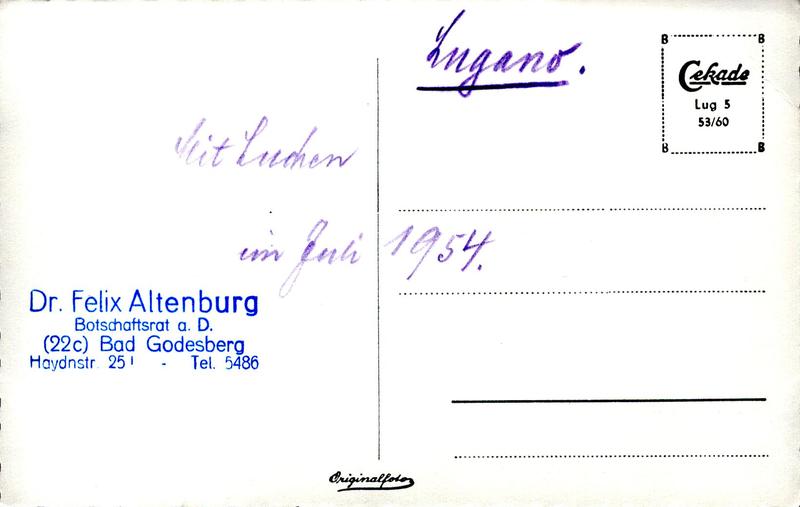 Lugano.
B B
Cekade
Lug 5
53/60
B B
Mit
im Juli 1954.
Dr. Felix Altenburg
Botschaftsrat a. D.
(22c) Bad Godesberg
Haydnstr. 25 I - Tel. 5486
Originalfoto